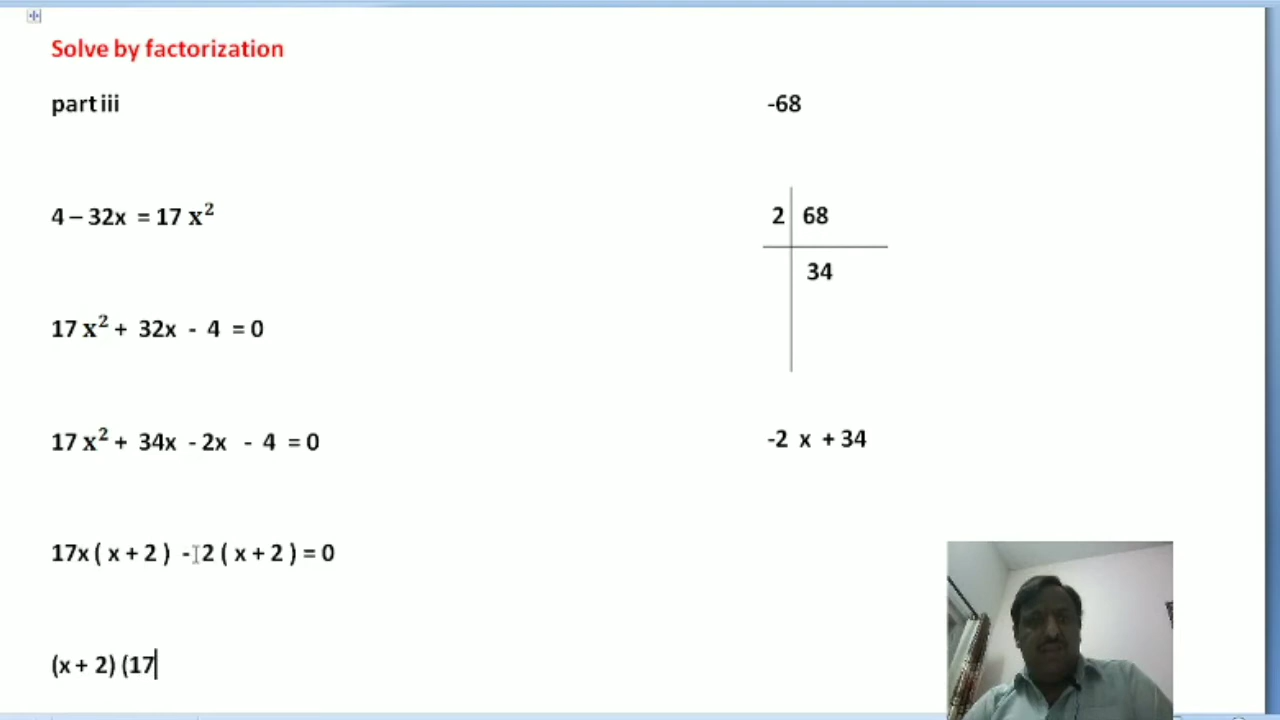 Solve by factorization
part iii
-68
4 – 32x = 17 x²
2 68
34
17 x² + 32x - 4 = 0
17 x² + 34x - 2x - 4 = 0
-2 x + 34
17x ( x + 2 ) - 2 ( x + 2 ) = 0
(x + 2) (17